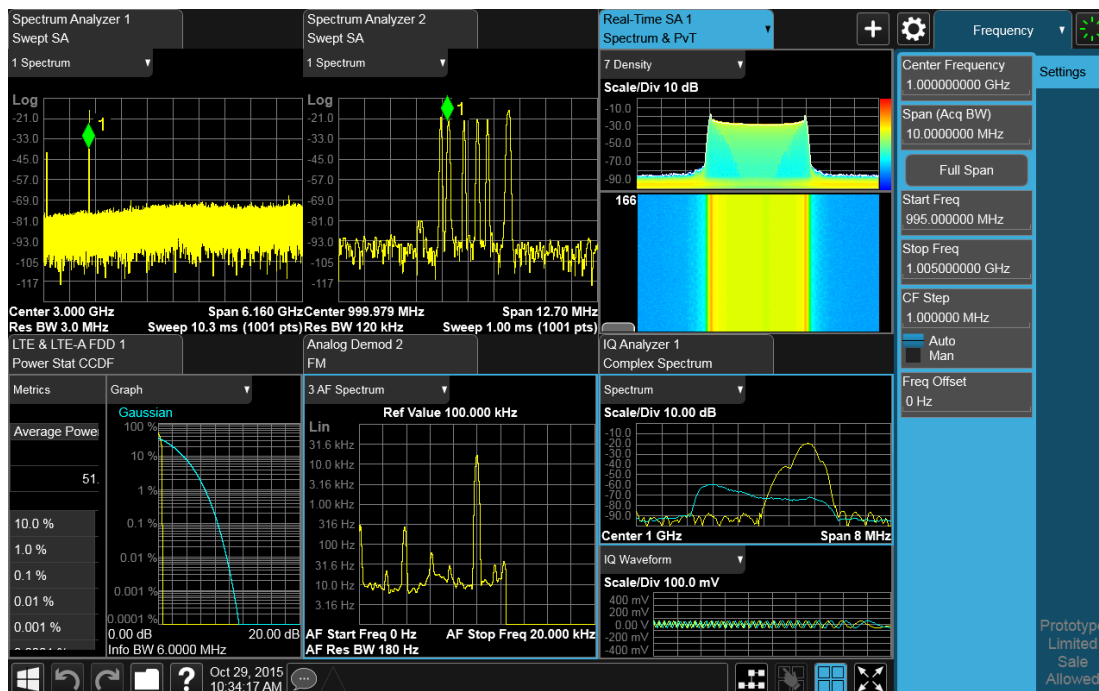 Spectrum Analyzer 1
Swept SA
1 Spectrum
Log
1
-21.0
-33.0
-45.0
-57.0
-69.0
-81.0
-93.0
-105
-117
Center 3.000 GHz
Span 6.160 GHz
Res BW 3.0 MHz
Sweep 10.3 ms (1001 pts)
Spectrum Analyzer 2
Swept SA
1 Spectrum
Log
1
-21.0
-33.0
-45.0
-57.0
-69.0
-81.0
-93.0
-105
-117
Center 999.979 MHz
Span 12.70 MHz
Res BW 120 kHz
Sweep 1.00 ms (1001 pts)
Real-Time SA 1
Spectrum & PvT
7 Density
Scale/Div 10 dB
-10.0
-30.0
-50.0
-70.0
-90.0
166
LTE & LTE-A FDD 1
Power Stat CCDF
Metrics
Average Power
51.
10.0 %
1.0 %
0.1 %
0.01 %
0.001 %
Graph
Gaussian
100 %
10 %
1 %
0.1 %
0.01 %
0.001 %
0.0001 %
0.00 dB
20.00 dB
Info BW 6.0000 MHz
Analog Demod 2
FM
3 AF Spectrum
Ref Value 100.000 kHz
Lin
31.6 kHz
10.0 kHz
3.16 kHz
1.00 kHz
316 Hz
100 Hz
31.6 Hz
10.0 Hz
3.16 Hz
AF Start Freq 0 Hz
AF Stop Freq 20.000 kHz
AF Res BW 180 Hz
IQ Analyzer 1
Complex Spectrum
Spectrum
Scale/Div 10.00 dB
-10.0
-20.0
-30.0
-40.0
-50.0
-60.0
-70.0
-80.0
-90.0
Center 1 GHz
Span 8 MHz
IQ Waveform
Scale/Div 100.0 mV
400 mV
200 mV
0.00 V
-200 mV
-400 mV
Frequency
Settings
Center Frequency
1.000000000 GHz
Span (Acq BW)
10.0000000 MHz
Full Span
Start Freq
995.000000 MHz
Stop Freq
1.005000000 GHz
CF Step
1.000000 MHz
Auto
Man
Freq Offset
0 Hz
Prototype
Limited
Sale
Allowed
?
Oct 29, 2015
10:34:17 AM